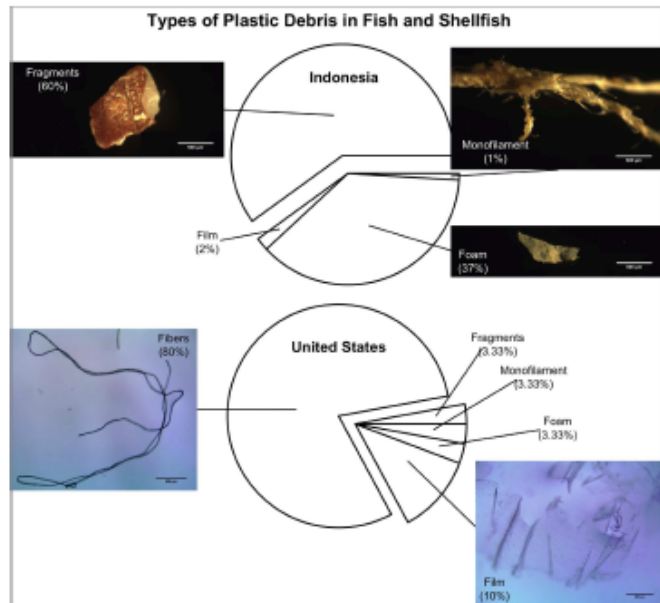 Types of Plastic Debris in Fish and Shellfish
Fragments
(60%)
Indonesia
Monofilament
(1%)
Film
(2%)
Foam
(37%)
Fibers
(80%)
United States
Fragments
(3.33%)
Monofilament
(3.33%)
Foam
(3.33%)
Film
(10%)